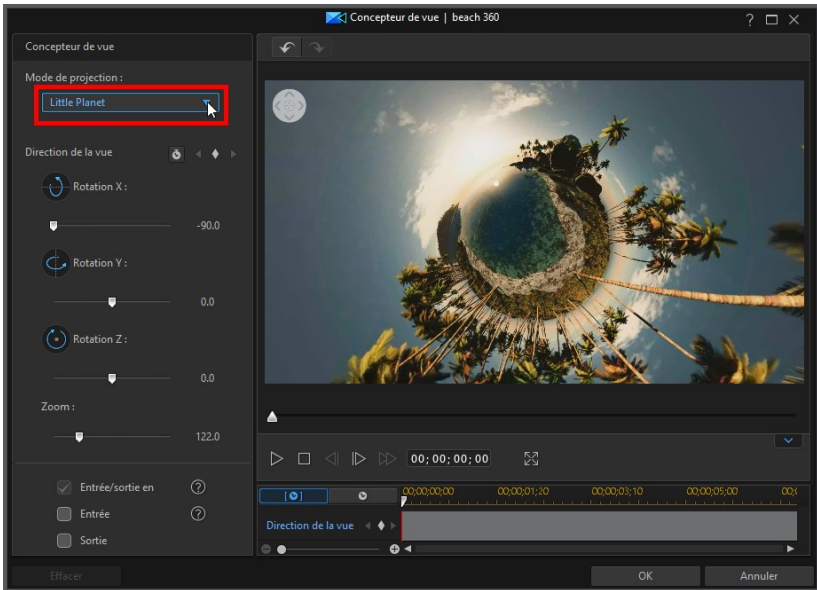 Concepteur de vue | beach 360
?
Concepteur de vue
Mode de projection :
Little Planet
Direction de la vue
Rotation X :
-90.0
Rotation Y :
0.0
Rotation Z :
0.0
Zoom :
122.0
Entrée/sortie en
?
Entrée
?
Sortie
00;00;00;00
00;00;00;00
00;00;01;20
00;00;03;10
00;00;05;00
00;0
Direction de la vue
Effacer
OK
Annuler